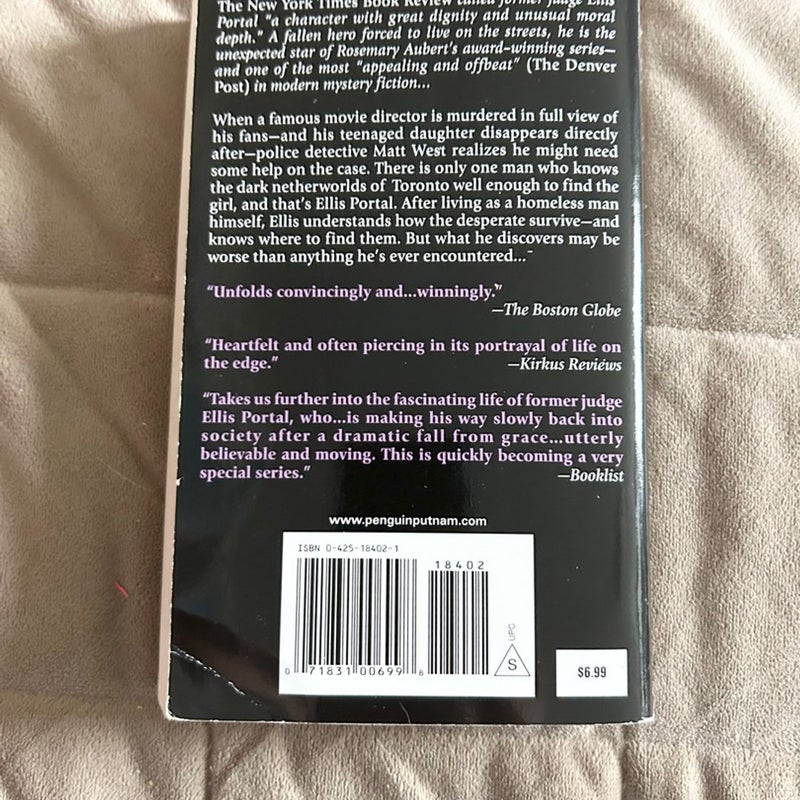 The New York Times Book Review called former judge Ellis
Portal "a character with great dignity and unusual moral
depth." A fallen hero forced to live on the streets, he is the
unexpected star of Rosemary Aubert's award-winning series—
and one of the most "appealing and offbeat" (The Denver
Post) in modern mystery fiction...
When a famous movie director is murdered in full view of
his fans—and his teenaged daughter disappears directly
after—police detective Matt West realizes he might need
some help on the case. There is only one man who knows
the dark netherworlds of Toronto well enough to find the
girl, and that's Ellis Portal. After living as a homeless man
himself, Ellis understands how the desperate survive—and
knows where to find them. But what he discovers may be
worse than anything he's ever encountered...
"Unfolds convincingly and...winningly."
—The Boston Globe
"Heartfelt and often piercing in its portrayal of life on
the edge."
—Kirkus Reviews
"Takes us further into the fascinating life of former judge
Ellis Portal, who...is making his way slowly back into
society after a dramatic fall from grace...utterly
believable and moving. This is quickly becoming a very
special series."
—Booklist
www.penguinputnam.com
ISBN 0-425-18402-1
18402
0 71831 00699 8
UPC
S
$6.99